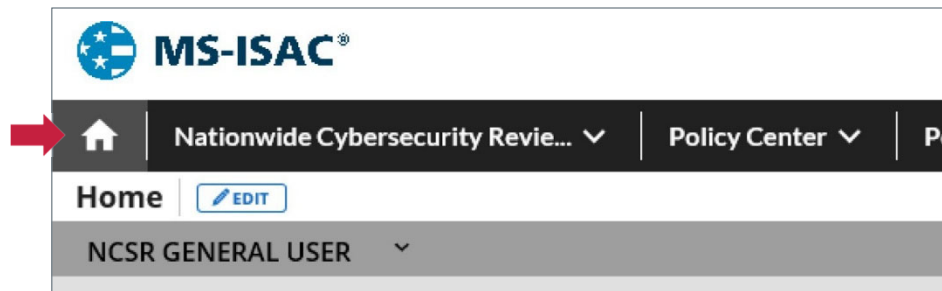 MS-ISAC®
Nationwide Cybersecurity Revie... Policy Center
Home EDIT
NCSR GENERAL USER